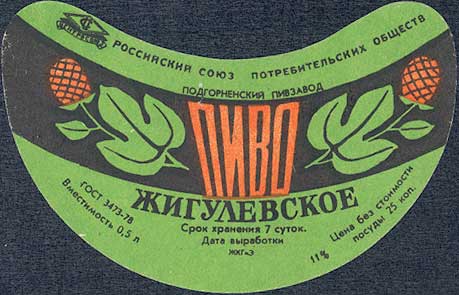 РОССИЙСКИЙ СОЮЗ ПОТРЕБИТЕЛЬСКИХ ОБЩЕСТВ
ПОДГОРНЕНСКИЙ ПИВЗАВОД
ПИВО
ЖИГУЛЕВСКОЕ
ГОСТ 3473-78
Вместимость 0,5 л
Срок хранения 7 суток.
Дата выработки
11%
Цена без стоимости
посуды 25 коп.